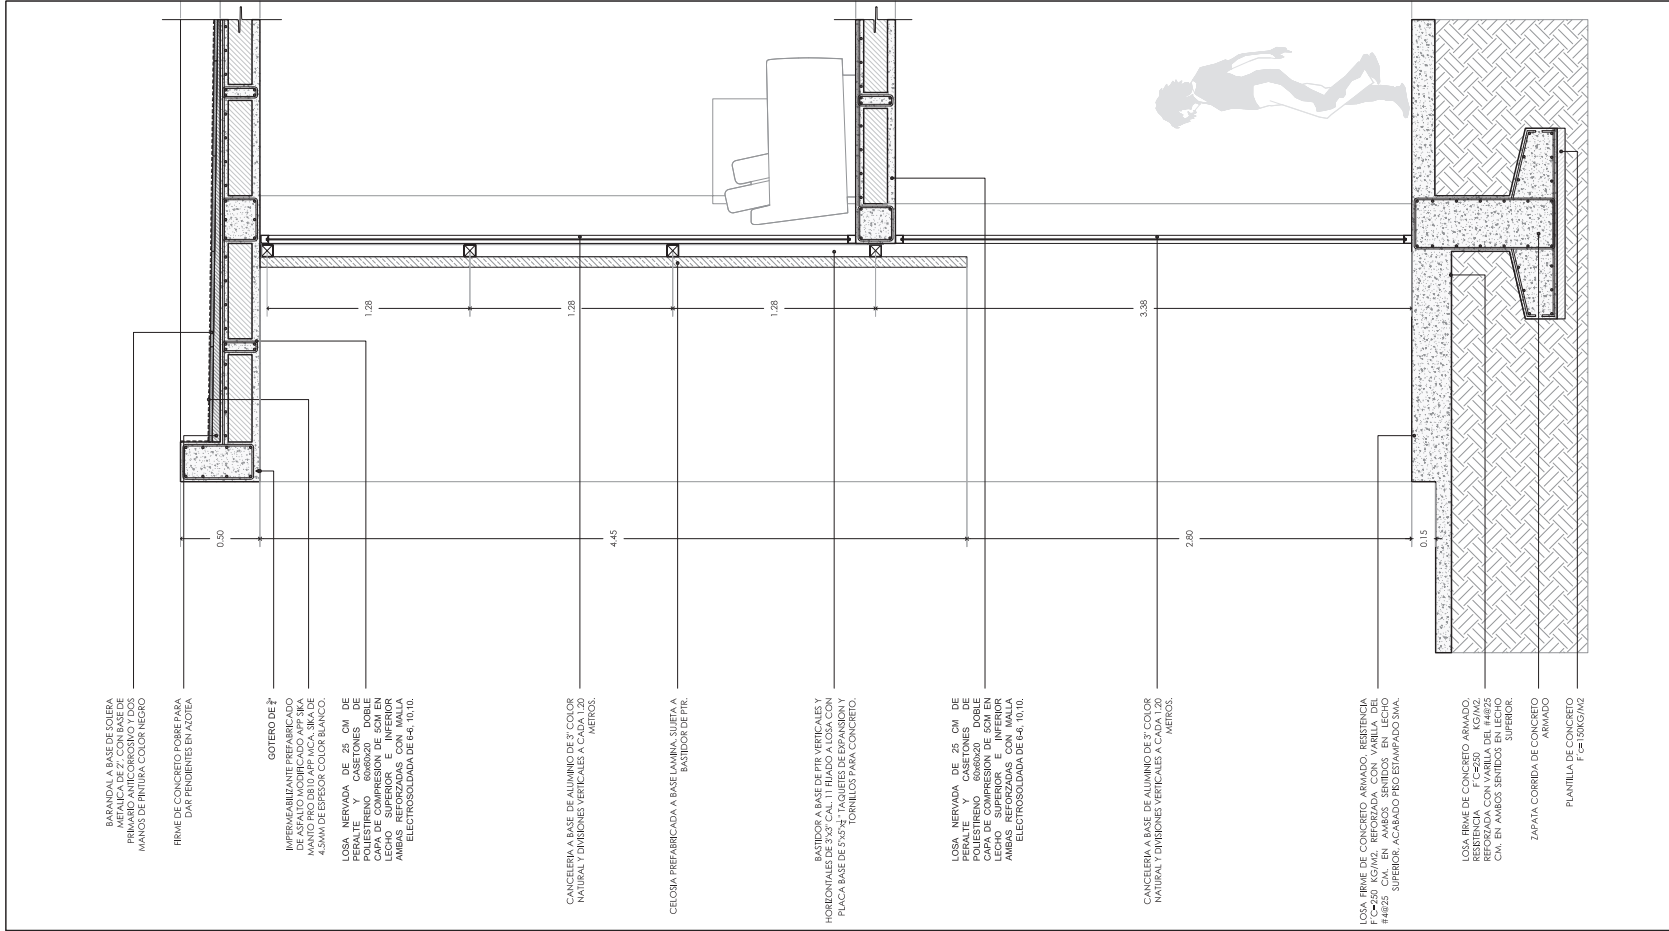 BARANDAL A BASE DE SOLERA
METALICA DE 2", CON BASE DE
PRIMARIO ANTICORROSIVO Y DOS
MANOS DE PINTURA COLOR NEGRO
FIRME DE CONCRETO POBRE PARA
DAR PENDIENTES EN AZOTEA
GOTERO DE
IMPERMEABILIZANTE PREFABRICADO
DE ASFALTO MODIFICADO APP SIKA
MANTO PRO DB10 APP MCA. SIKA DE
4.5MM DE ESPESOR COLOR BLANCO.
LOSA NERVADA DE 25 CM DE
PERALTE Y CASETONES DE
POLIESTIRENO 60x60x20 DOBLE
CAPA DE COMPRESION DE 5CM EN
LECHO SUPERIOR E INFERIOR
AMBAS REFORZADAS CON MALLA
ELECTROSOLDADA DE 6-6, 10,10.
CANCELERIA A BASE DE ALUMINIO DE 3" COLOR
NATURAL Y DIVISIONES VERTICALES A CADA 1.20
METROS.
CELOSIA PREFABRICADA A BASE LAMINA, SUJETA A
BASTIDOR DE PTR.
BASTIDOR A BASE DE PTR VERTICALES Y
HORIZONTALES DE 3"X3" CAL. 11 FIJADO A LOSA CON
PLACA BASE DE 5"x5"x TAQUETES DE EXPANSION Y
TORNILLOS PARA CONCRETO.
LOSA NERVADA DE 25 CM DE
PERALTE Y CASETONES DE
POLIESTIRENO 60x60x20 DOBLE
CAPA DE COMPRESION DE 5CM EN
LECHO SUPERIOR E INFERIOR
AMBAS REFORZADAS CON MALLA
ELECTROSOLDADA DE 6-6, 10,10.
CANCELERIA A BASE DE ALUMINIO DE 3" COLOR
NATURAL Y DIVISIONES VERTICALES A CADA 1.20
METROS.
LOSA FIRME DE CONCRETO ARMADO, RESISTENCIA
F´C=250 KG/M2, REFORZADA CON VARILLA DEL
#4@25 CM. EN AMBOS SENTIDOS EN LECHO
SUPERIOR, ACABADO PISO ESTAMPADO SMA.
LOSA FIRME DE CONCRETO ARMADO,
RESISTENCIA F´C=250 KG/M2,
REFORZADA CON VARILLA DEL #4@25
CM. EN AMBOS SENTIDOS EN LECHO
SUPERIOR.
ZAPATA CORRIDA DE CONCRETO
ARMADO
PLANTILLA DE CONCRETO
F´C=150KG/M2
0.50
4.45
2.80
0.15
1.28
1.28
1.28
3.38